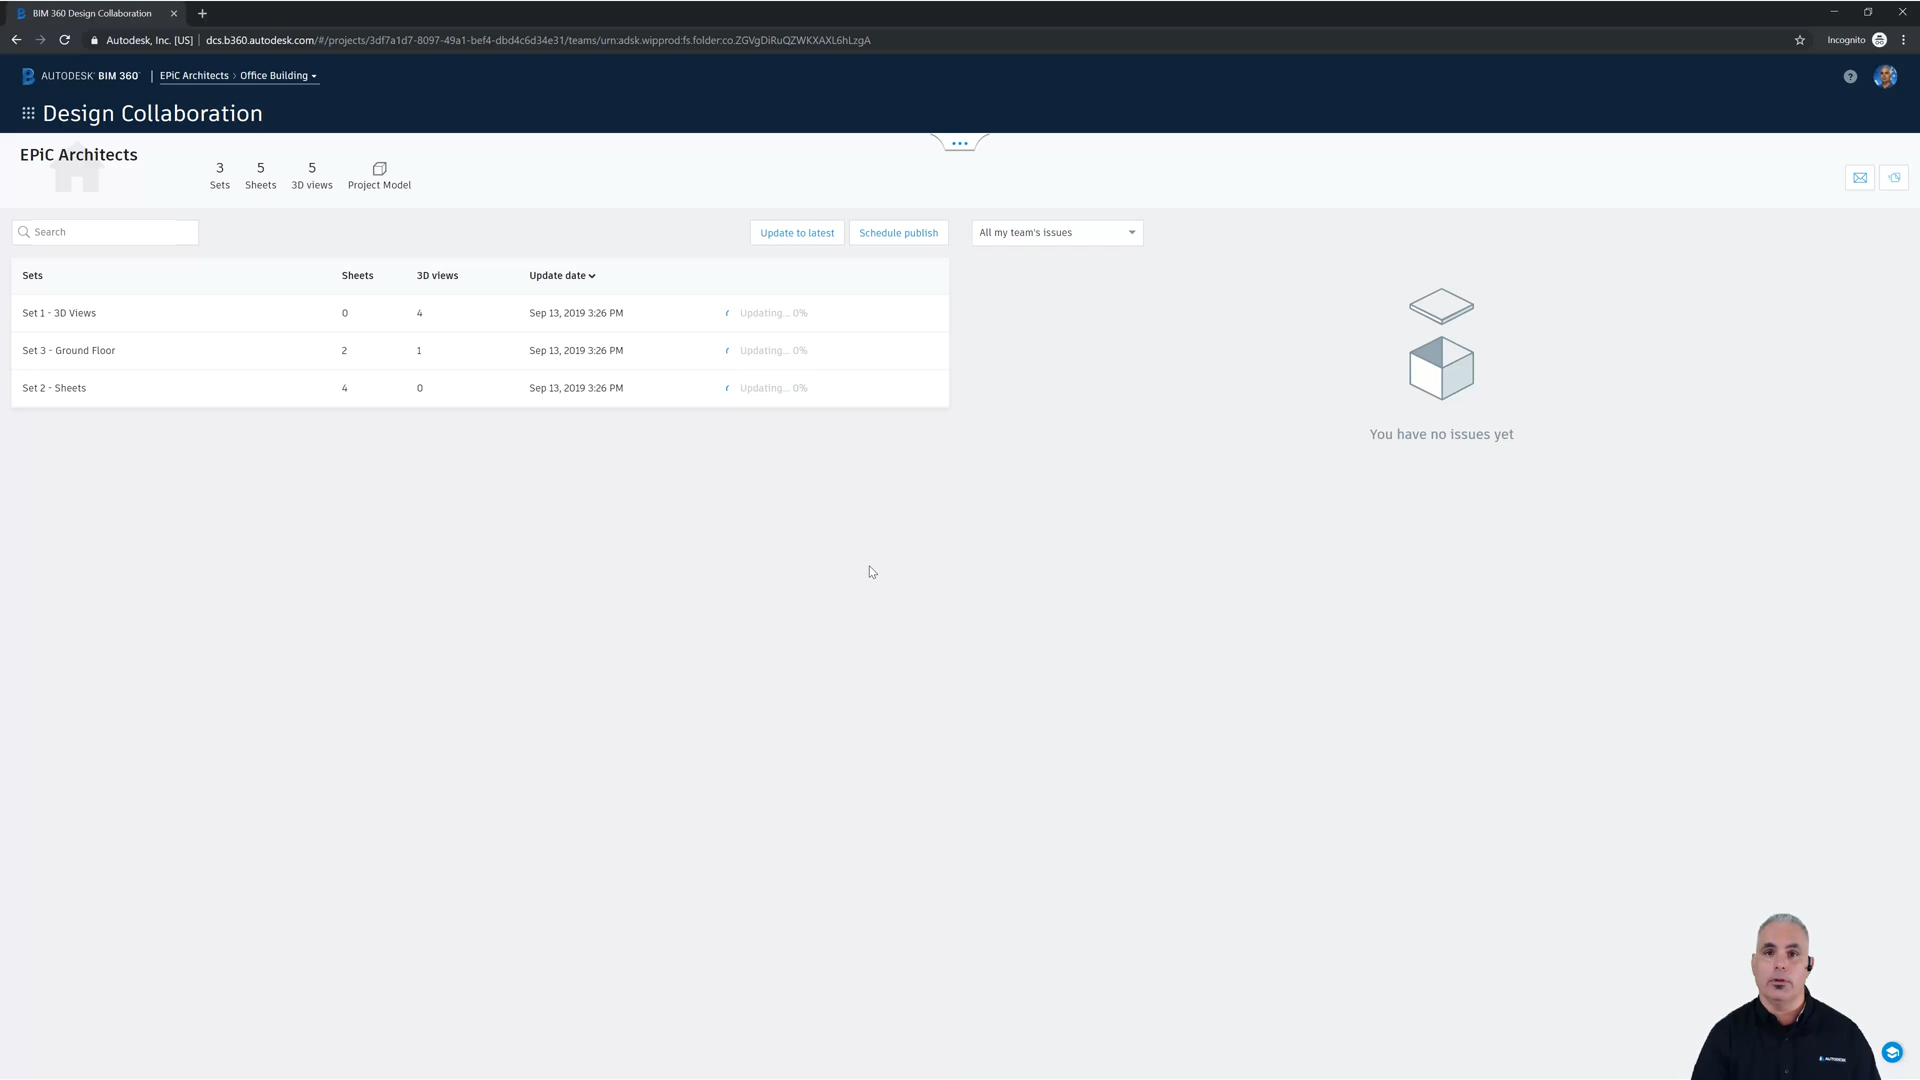 BIM 360 Design Collaboration
Autodesk, Inc. [US] | dcs.b360.autodesk.com/#/projects/3df7a1d7-8097-49a1-bef4-dbd4c6d34e31/teams/urn:adsk.wipprod:fs.folder:co.ZGVgDiRuQZWKXAXL6hLzgA
Incognito
AUTODESK® BIM 360° | EPiC Architects > Office Building
Design Collaboration
EPiC Architects
3 5 5
Sets Sheets 3D views Project Model
Search
Update to latest Schedule publish
All my team's issues
Sets Sheets 3D views Update date
Set 1 - 3D Views 0 4 Sep 13, 2019 3:26 PM Updating... 0%
Set 3 - Ground Floor 2 1 Sep 13, 2019 3:26 PM Updating... 0%
Set 2 - Sheets 4 0 Sep 13, 2019 3:26 PM Updating... 0%
You have no issues yet
AUTODESK